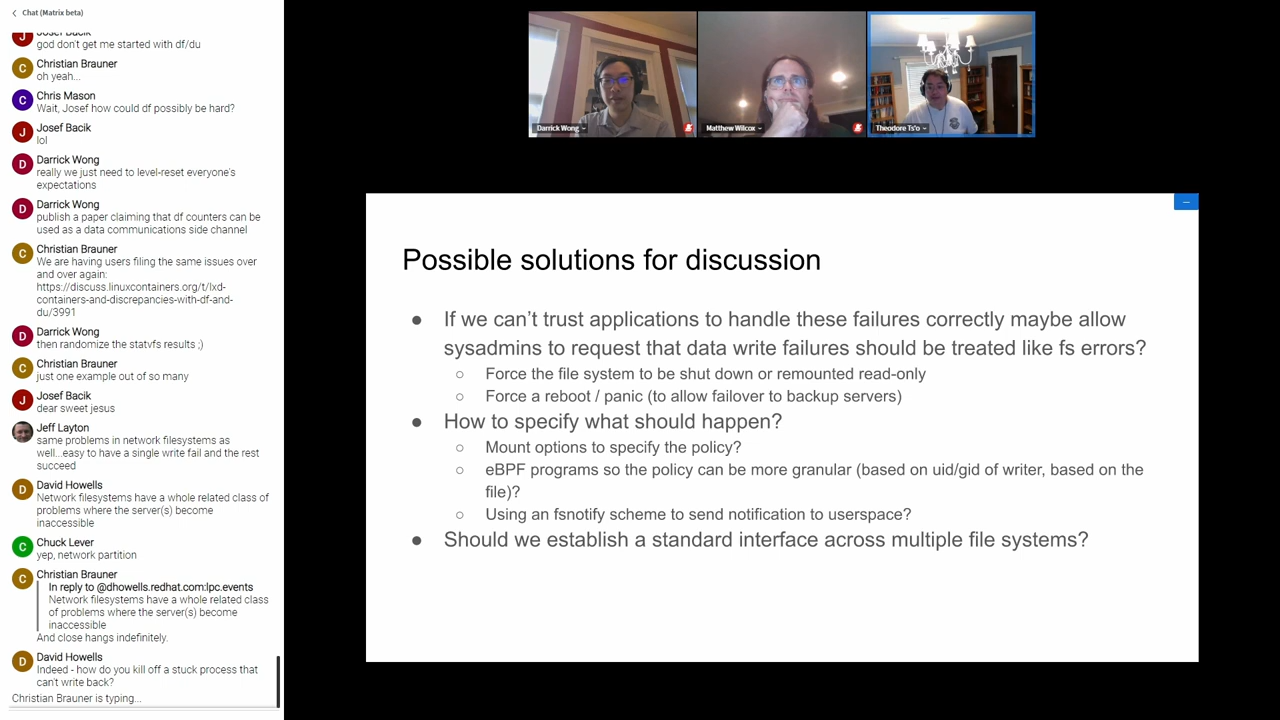 Chat (Matrix beta)
Josef Bacik
god don't get me started with df/du
Christian Brauner
oh yeah...
Chris Mason
Wait, Josef how could df possibly be hard?
Josef Bacik
lol
Darrick Wong
really we just need to level-reset everyone's
expectations
Darrick Wong
publish a paper claiming that df counters can be
used as a data communications side channel
Christian Brauner
We are having users filing the same issues over
and over again:
https://discuss.linuxcontainers.org/t/lxd-
containers-and-discrepancies-with-df-and-
du/3991
Darrick Wong
then randomize the statvfs results ;)
Christian Brauner
just one example out of so many
Josef Bacik
dear sweet jesus
Jeff Layton
same problems in network filesystems as
well...easy to have a single write fail and the rest
succeed
David Howells
Network filesystems have a whole related class of
problems where the server(s) become
inaccessible
Chuck Lever
yep, network partition
Christian Brauner
In reply to @dhowells.redhat.com:lpc.events
Network filesystems have a whole related class
of problems where the server(s) become
inaccessible
And close hangs indefinitely.
David Howells
Indeed - how do you kill off a stuck process that
can't write back?
Christian Brauner is typing...
Darrick Wong
Matthew Wilcox
Theodore Ts'o
Possible solutions for discussion
● If we can't trust applications to handle these failures correctly maybe allow
sysadmins to request that data write failures should be treated like fs errors?
○ Force the file system to be shut down or remounted read-only
○ Force a reboot / panic (to allow failover to backup servers)
● How to specify what should happen?
○ Mount options to specify the policy?
○ eBPF programs so the policy can be more granular (based on uid/gid of writer, based on the
file)?
○ Using an fsnotify scheme to send notification to userspace?
● Should we establish a standard interface across multiple file systems?